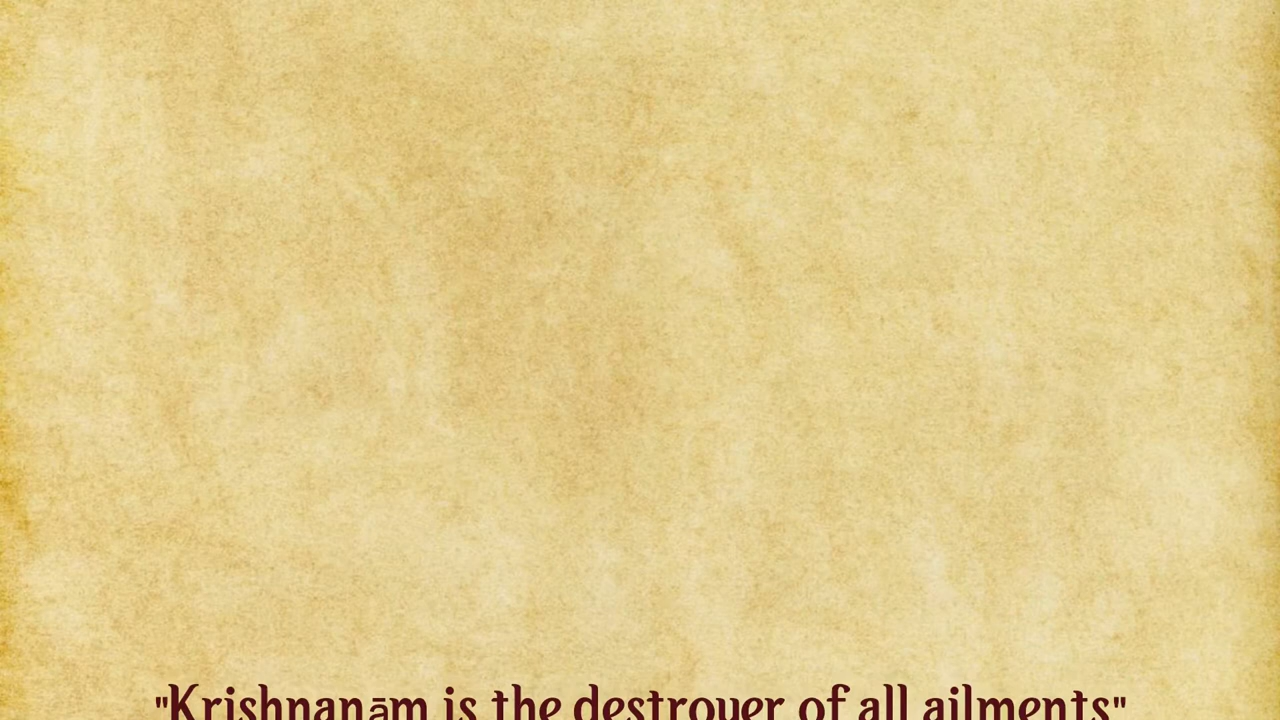 "Krishnanām is the destroyer of all ailments"